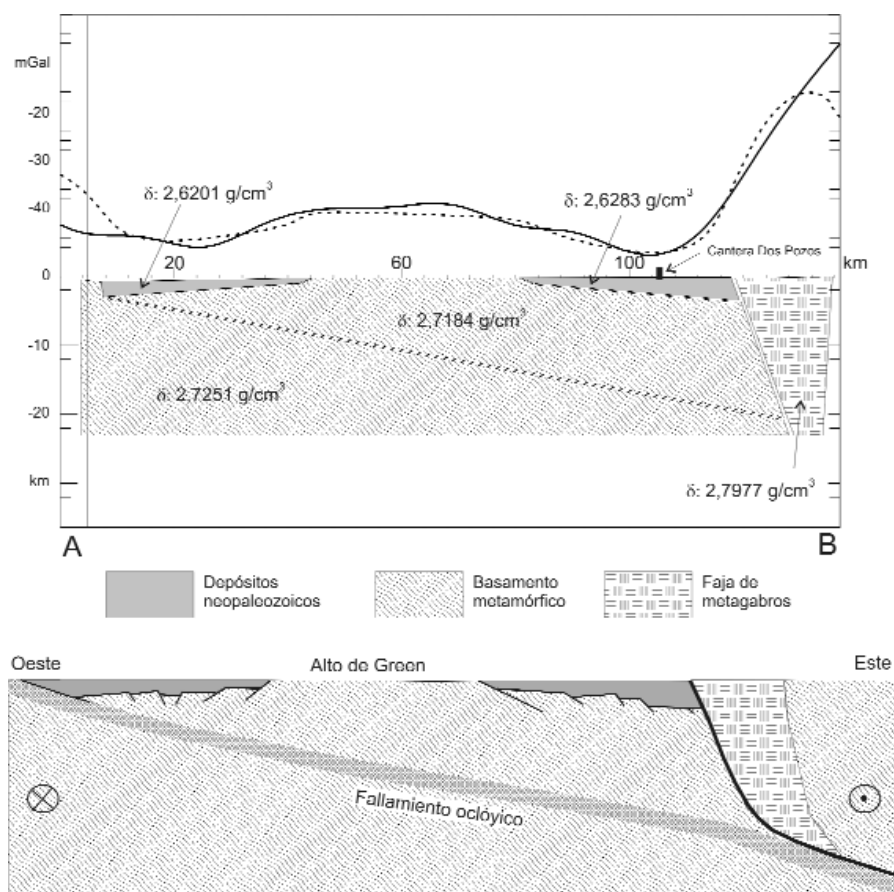 mGal
-20
-30
δ: 2,6201 g/cm³
δ: 2,6283 g/cm³
-40
Cantera Dos Pozos
20
60
100
km
0
δ: 2,7184 g/cm³
-10
δ: 2,7251 g/cm³
-20
km
-30
δ: 2,7977 g/cm³
A
B
Depósitos
neopaleozoicos
Basamento
metamórfico
Faja de
metagabros
Oeste
Alto de Green
Este
Fallamiento oclóyico